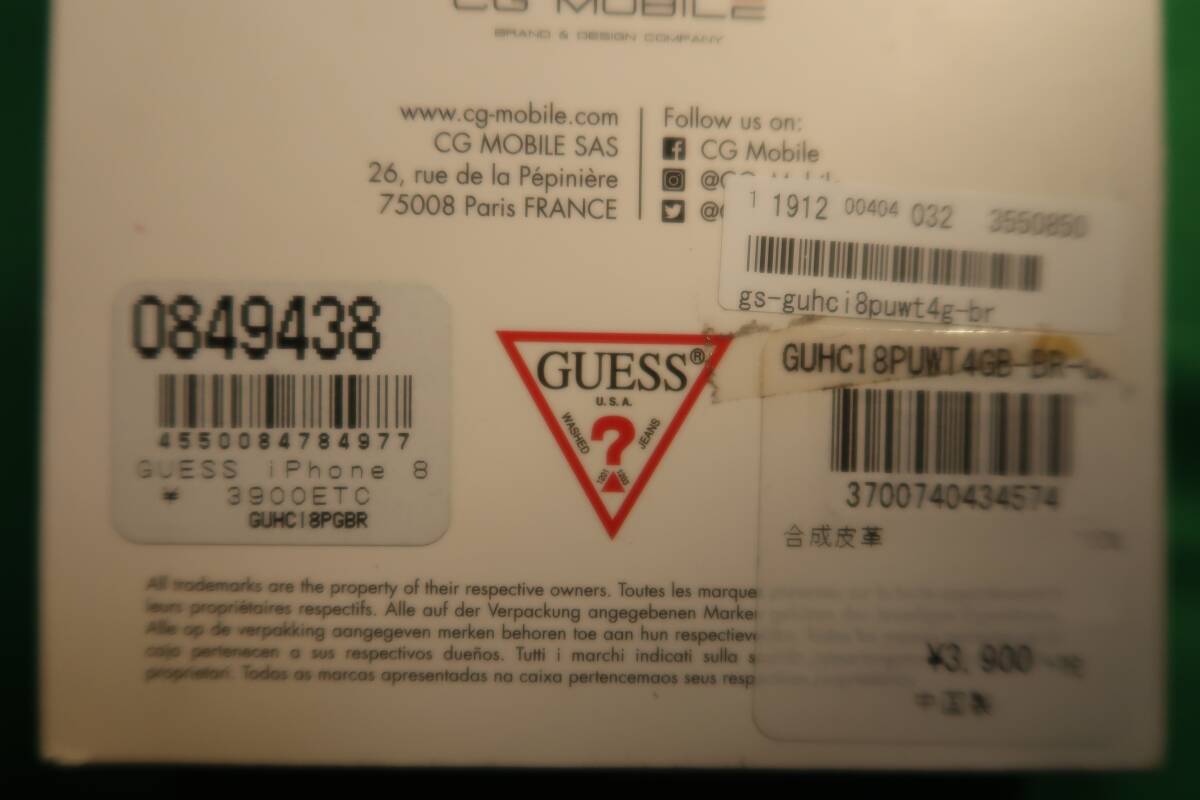 CG MOBILE
BRAND & DESIGN COMPANY
www.cg-mobile.com
CG MOBILE SAS
26, rue de la Pépinière
75008 Paris FRANCE
Follow us on:
CG Mobile
1 1912 00404 032 3550850
gs-guhci8puwt4g-br
0849438
4550084784977
GUESS iPhone 8
¥ 3900ETC
GUHCI8PGBR
GUESS®
U.S.A.
WASHED
?
JEANS
GUHCI8PUWT4GB-BR
3700740434574
合成皮革
¥3,900
中国製
All trademarks are the property of their respective owners. Toutes les marque
leurs propriétaires respectifs. Alle auf der Verpackung angegebenen Marken
Alle op de verpakking aangegeven merken behoren toe aan hun respectieve
caja pertenecen a sus respectivos dueños. Tutti i marchi indicati sulla s
proprietari. Todas as marcas apresentadas na caixa pertencemaos seus resp